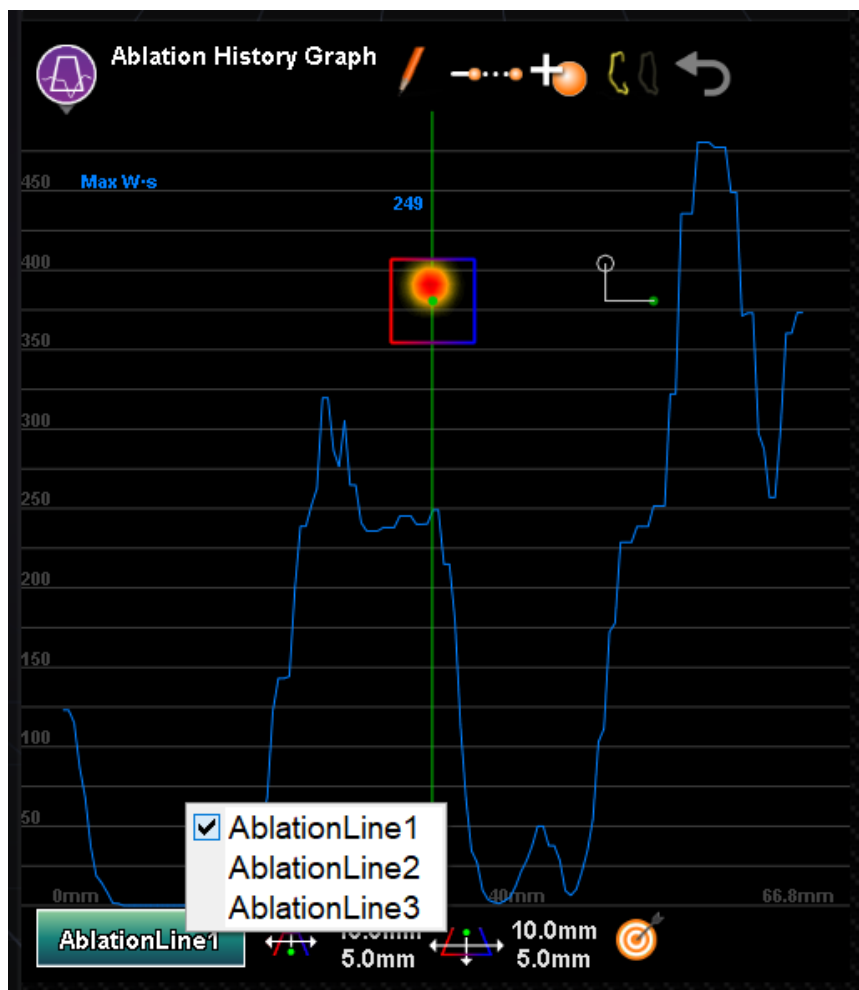 Ablation History Graph
450
Max W·s
249
400
350
300
250
200
150
100
50
AblationLine1
AblationLine2
AblationLine3
0mm
40mm
66.8mm
AblationLine1
5.0mm
10.0mm
5.0mm